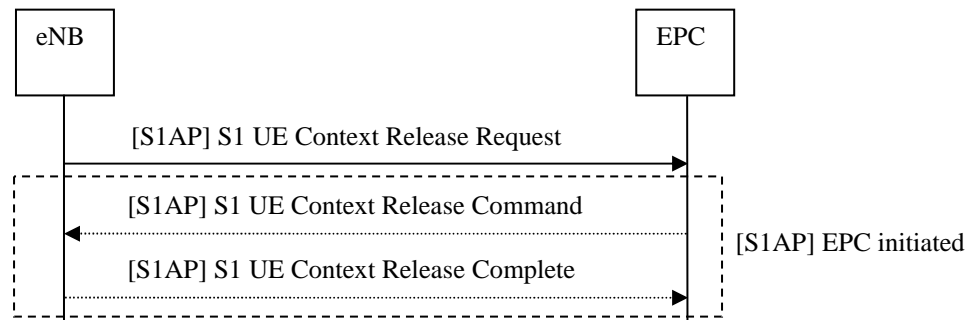 eNB
EPC
[S1AP] S1 UE Context Release Request
[S1AP] S1 UE Context Release Command
[S1AP] EPC initiated
[S1AP] S1 UE Context Release Complete